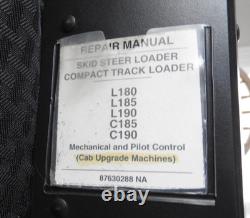 REPAIR MANUAL
SKID STEER LOADER
COMPACT TRACK LOADER
L180
L185
L190
C185
C190
Mechanical and Pilot Control
(Cab Upgrade Machines)
87630288 NA